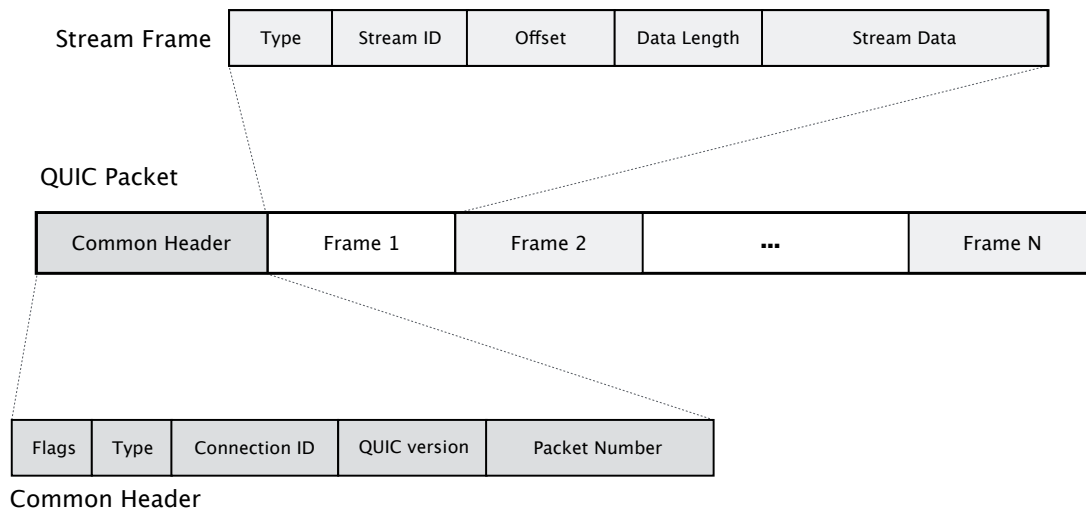 Stream Frame Type Stream ID Offset Data Length Stream Data
QUIC Packet
Common Header Frame 1 Frame 2 ... Frame N
Flags Type Connection ID QUIC version Packet Number
Common Header